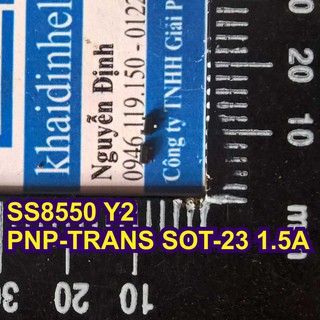 khaidinhel
Nguyễn Định
0946.119.150 - 0122
Công ty TNHH Giải P
SS8550 Y2
PNP-TRANS SOT-23 1.5A
10
20
mm
10
20
30